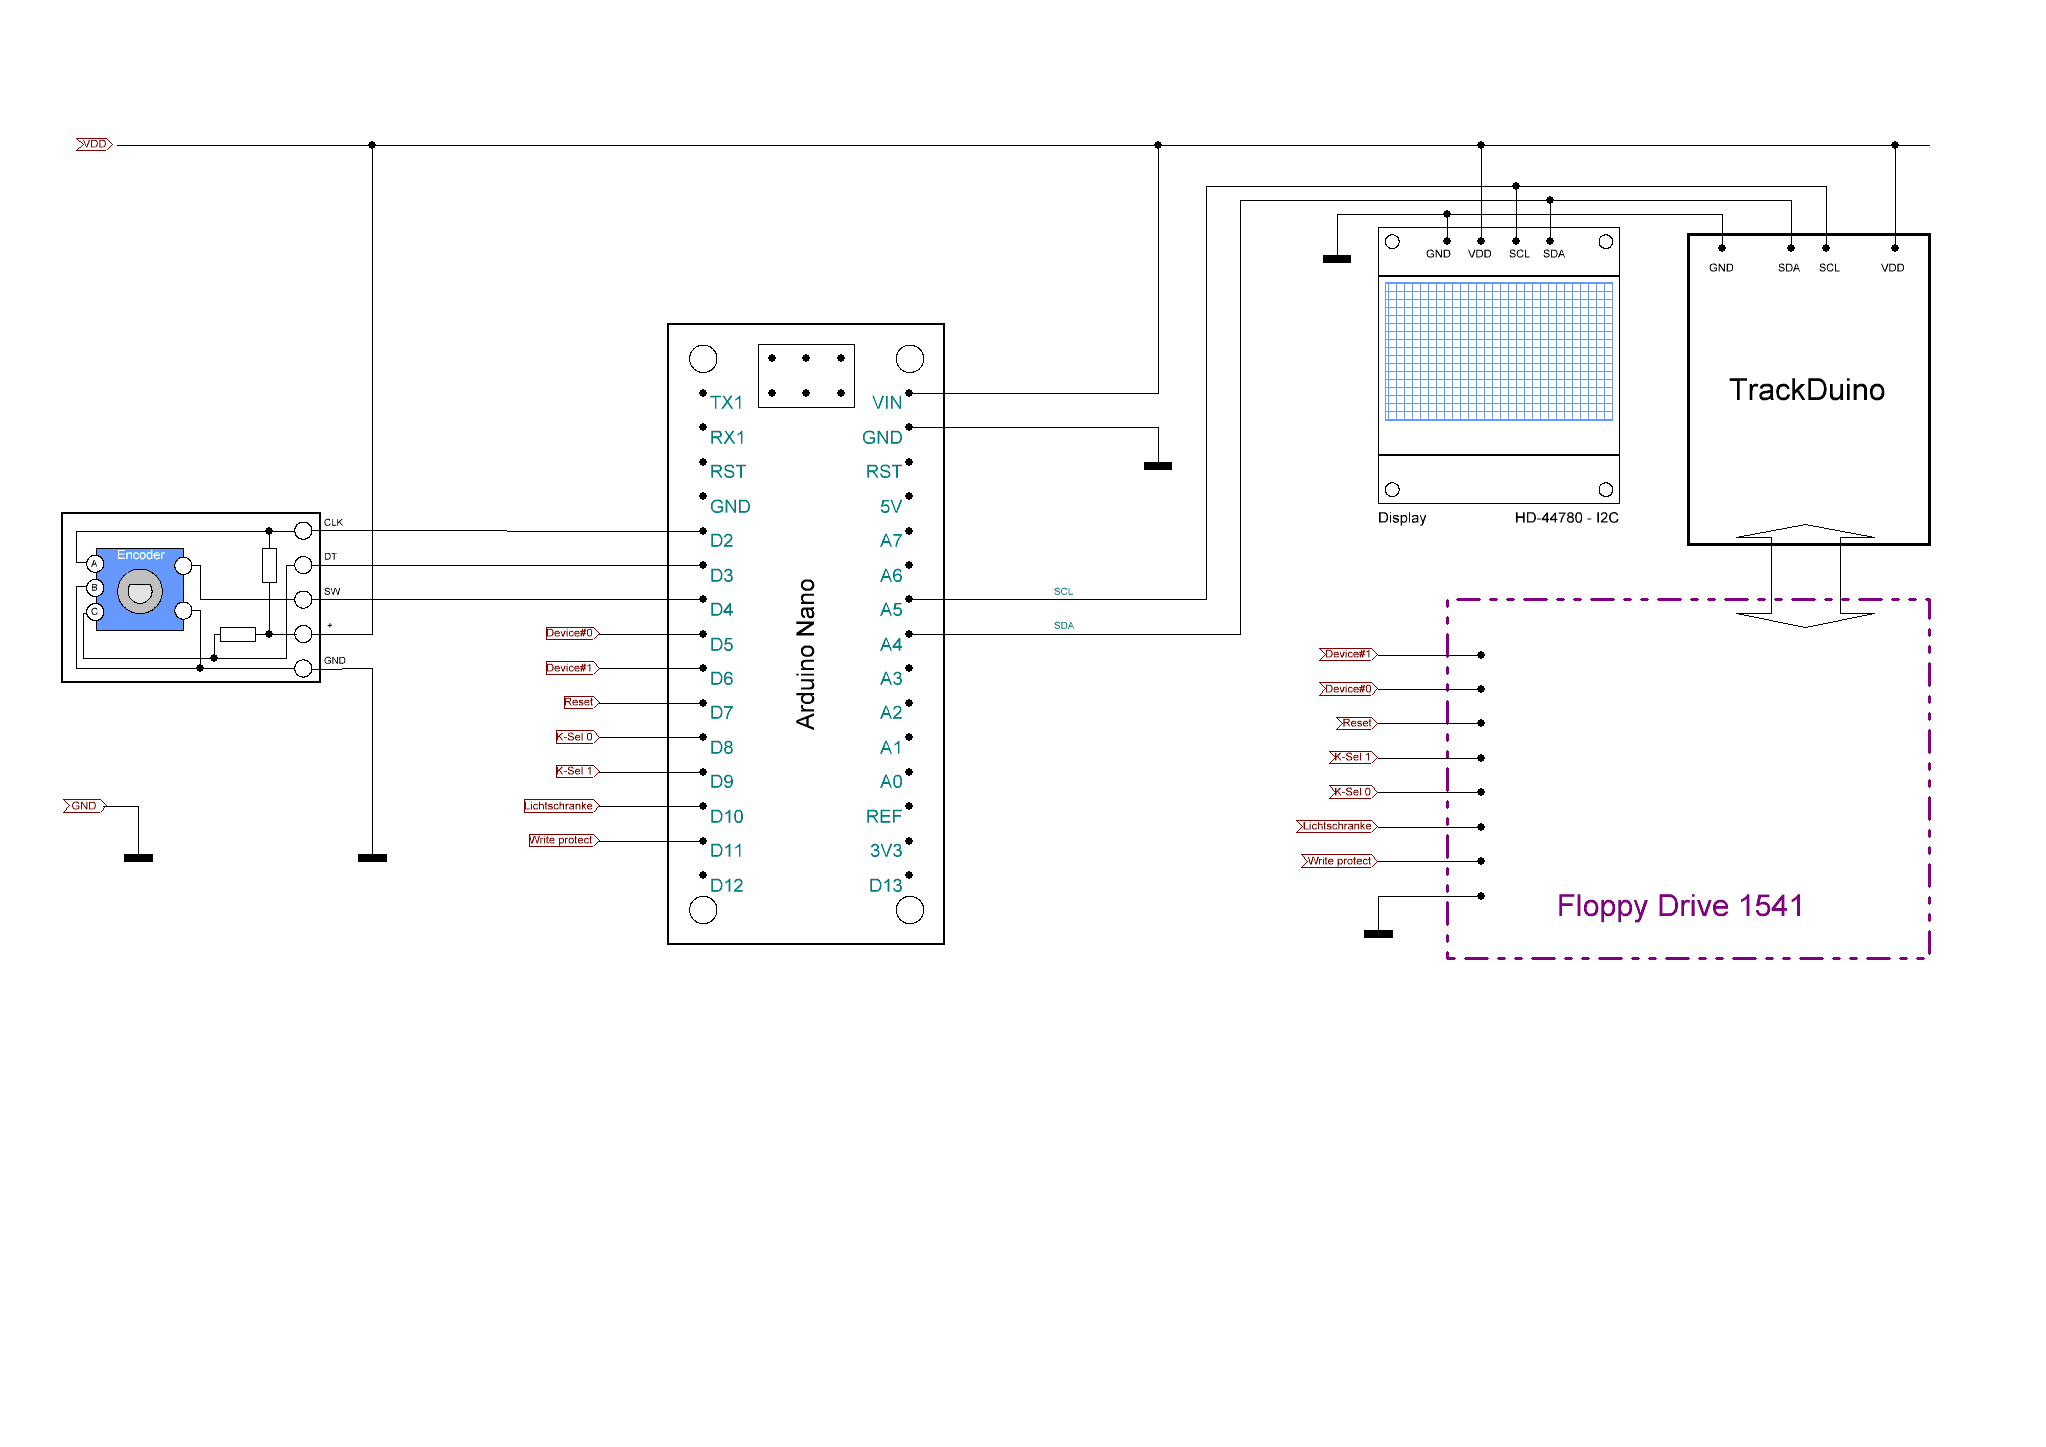 VDD
GND VDD SCL SDA
GND SDA SCL VDD
TrackDuino
Display HD-44780 - I2C
TX1 VIN
RX1 GND
RST RST
GND 5V
D2 A7
D3 A6
D4 A5
D5 A4
D6 A3
D7 A2
D8 A1
D9 A0
D10 REF
D11 3V3
D12 D13
Arduino Nano
SCL
SDA
Encoder
A
B
C
CLK
DT
SW
+
GND
Device#0
Device#1
Reset
K-Sel 0
K-Sel 1
Lichtschranke
Write protect
GND
Device#1
Device#0
Reset
K-Sel 1
K-Sel 0
Lichtschranke
Write protect
Floppy Drive 1541